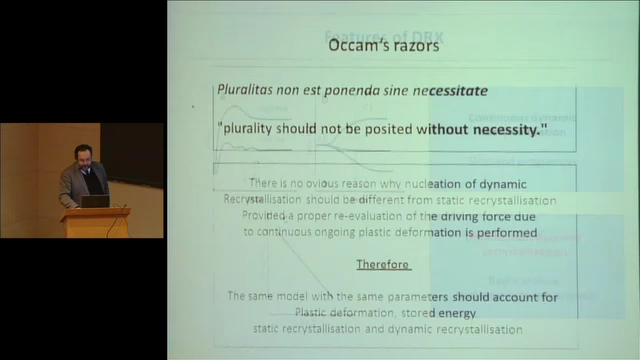 Features of DRX
Occam's razors
Pluralitas non est ponenda sine necessitate
"plurality should not be posited without necessity."
There is no ovious reason why nucleation of dynamic
Recrystallisation should be different from static recrystallisation
Provided a proper re-evaluation of the driving force due
to continuous ongoing plastic deformation is performed
Therefore
The same model with the same parameters should account for
Plastic deformation, stored energy
static recrystallisation and dynamic recrystallisation